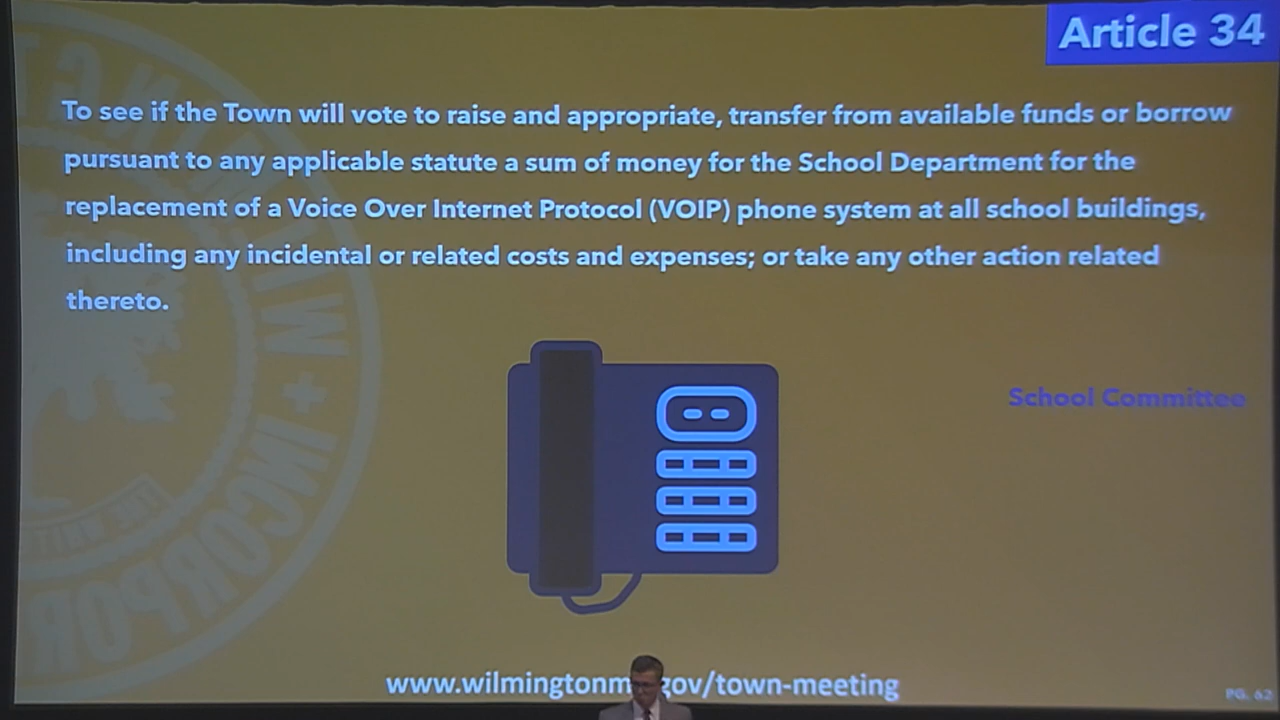 Article 34
To see if the Town will vote to raise and appropriate, transfer from available funds or borrow
pursuant to any applicable statute a sum of money for the School Department for the
replacement of a Voice Over Internet Protocol (VOIP) phone system at all school buildings,
including any incidental or related costs and expenses; or take any other action related
thereto.
School Committee
www.wilmingtonm gov/town-meeting
PG. 62
WILMINGT
INCORPOR